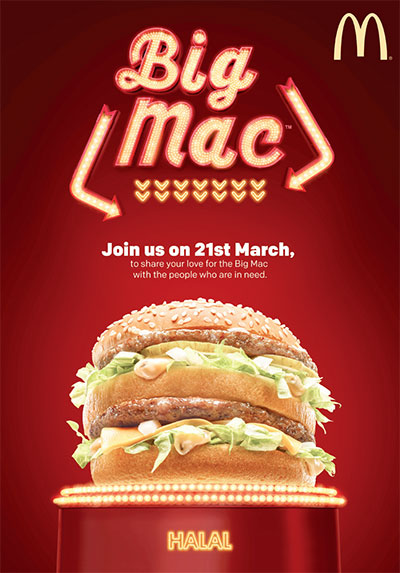 Big
Mac™
Join us on 21st March,
to share your love for the Big Mac
with the people who are in need.
HALAL